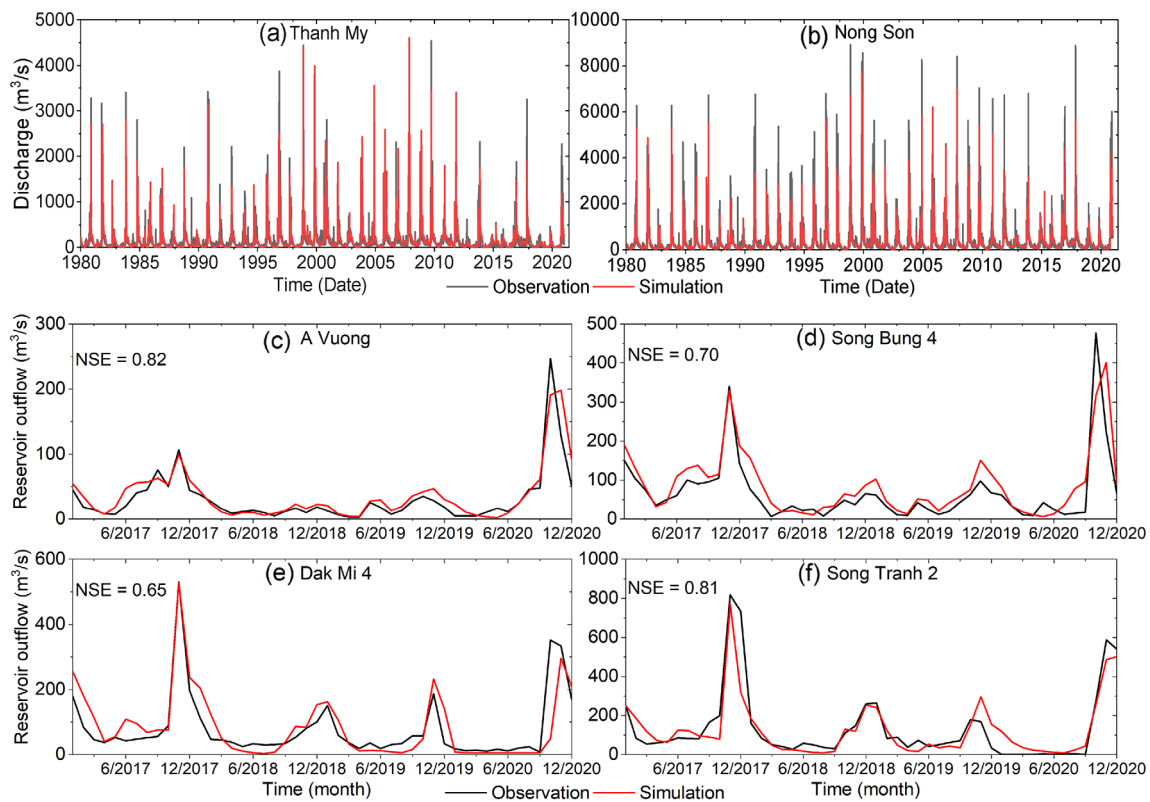 (a) Thanh My
(b) Nong Son
Discharge (m³/s)
5000
4000
3000
2000
1000
0
10000
8000
6000
4000
2000
0
1980 1985 1990 1995 2000 2005 2010 2015 2020
1980 1985 1990 1995 2000 2005 2010 2015 2020
Time (Date)
Time (Date)
Observation Simulation
(c) A Vuong
NSE = 0.82
(d) Song Bung 4
NSE = 0.70
Reservoir outflow (m³/s)
300
200
100
0
500
400
300
200
100
0
6/2017 12/2017 6/2018 12/2018 6/2019 12/2019 6/2020 12/2020
6/2017 12/2017 6/2018 12/2018 6/2019 12/2019 6/2020 12/2020
(e) Dak Mi 4
NSE = 0.65
(f) Song Tranh 2
NSE = 0.81
Reservoir outflow (m³/s)
600
400
200
0
1000
800
600
400
200
0
6/2017 12/2017 6/2018 12/2018 6/2019 12/2019 6/2020 12/2020
6/2017 12/2017 6/2018 12/2018 6/2019 12/2019 6/2020 12/2020
Time (month)
Time (month)
Observation Simulation